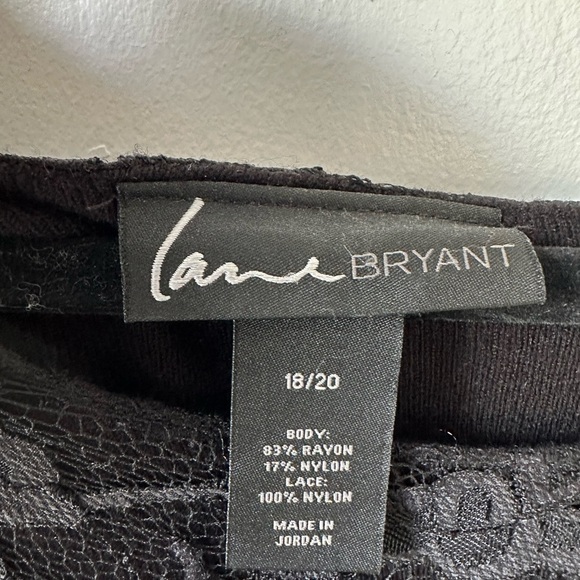 Lane BRYANT
18/20
BODY:
83% RAYON
17% NYLON
LACE:
100% NYLON
MADE IN
JORDAN